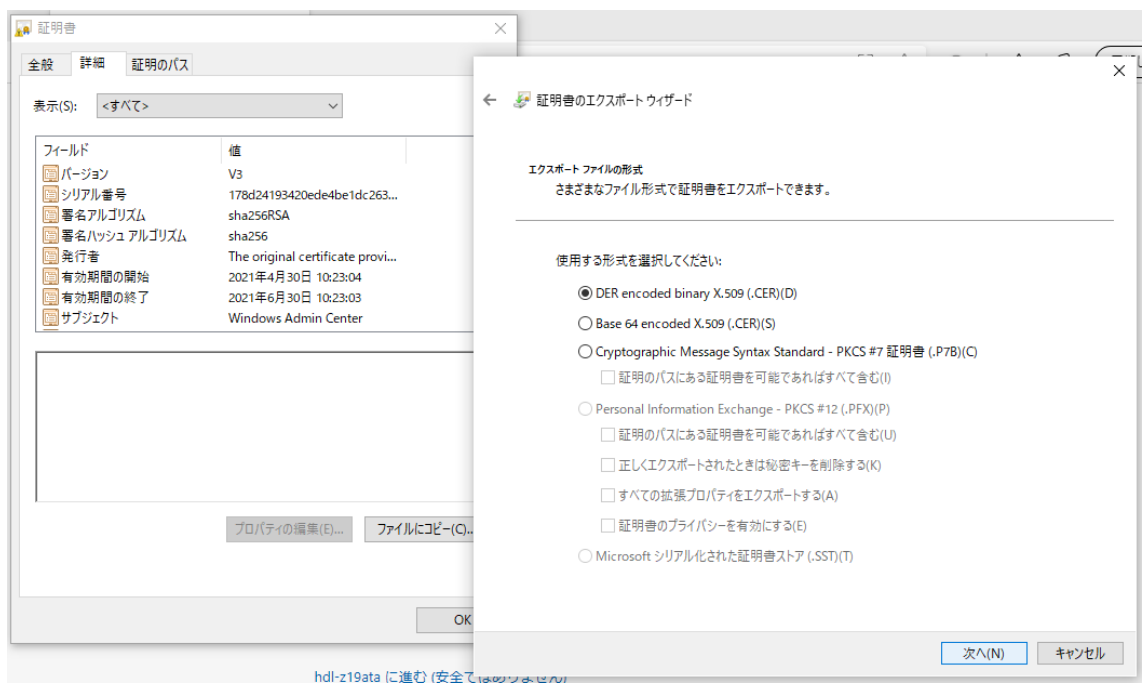 証明書
全般
詳細
証明のパス
表示(S):
<すべて>
フィールド 値
バージョン V3
シリアル番号 178d24193420ede4be1dc263...
署名アルゴリズム sha256RSA
署名ハッシュ アルゴリズム sha256
発行者 The original certificate provi...
有効期間の開始 2021年4月30日 10:23:04
有効期間の終了 2021年6月30日 10:23:03
サブジェクト Windows Admin Center
プロパティの編集(E)...
ファイルにコピー(C)...
OK
hdl-z19ata に進む (安全ではありません)
証明書のエクスポート ウィザード
エクスポート ファイルの形式
さまざまなファイル形式で証明書をエクスポートできます。
使用する形式を選択してください:
DER encoded binary X.509 (.CER)(D)
Base 64 encoded X.509 (.CER)(S)
Cryptographic Message Syntax Standard - PKCS #7 証明書 (.P7B)(C)
証明のパスにある証明書を可能であればすべて含む(I)
Personal Information Exchange - PKCS #12 (.PFX)(P)
証明のパスにある証明書を可能であればすべて含む(U)
正しくエクスポートされたときは秘密キーを削除する(K)
すべての拡張プロパティをエクスポートする(A)
証明書のプライバシーを有効にする(E)
Microsoft シリアル化された証明書ストア (.SST)(T)
次へ(N)
キャンセル